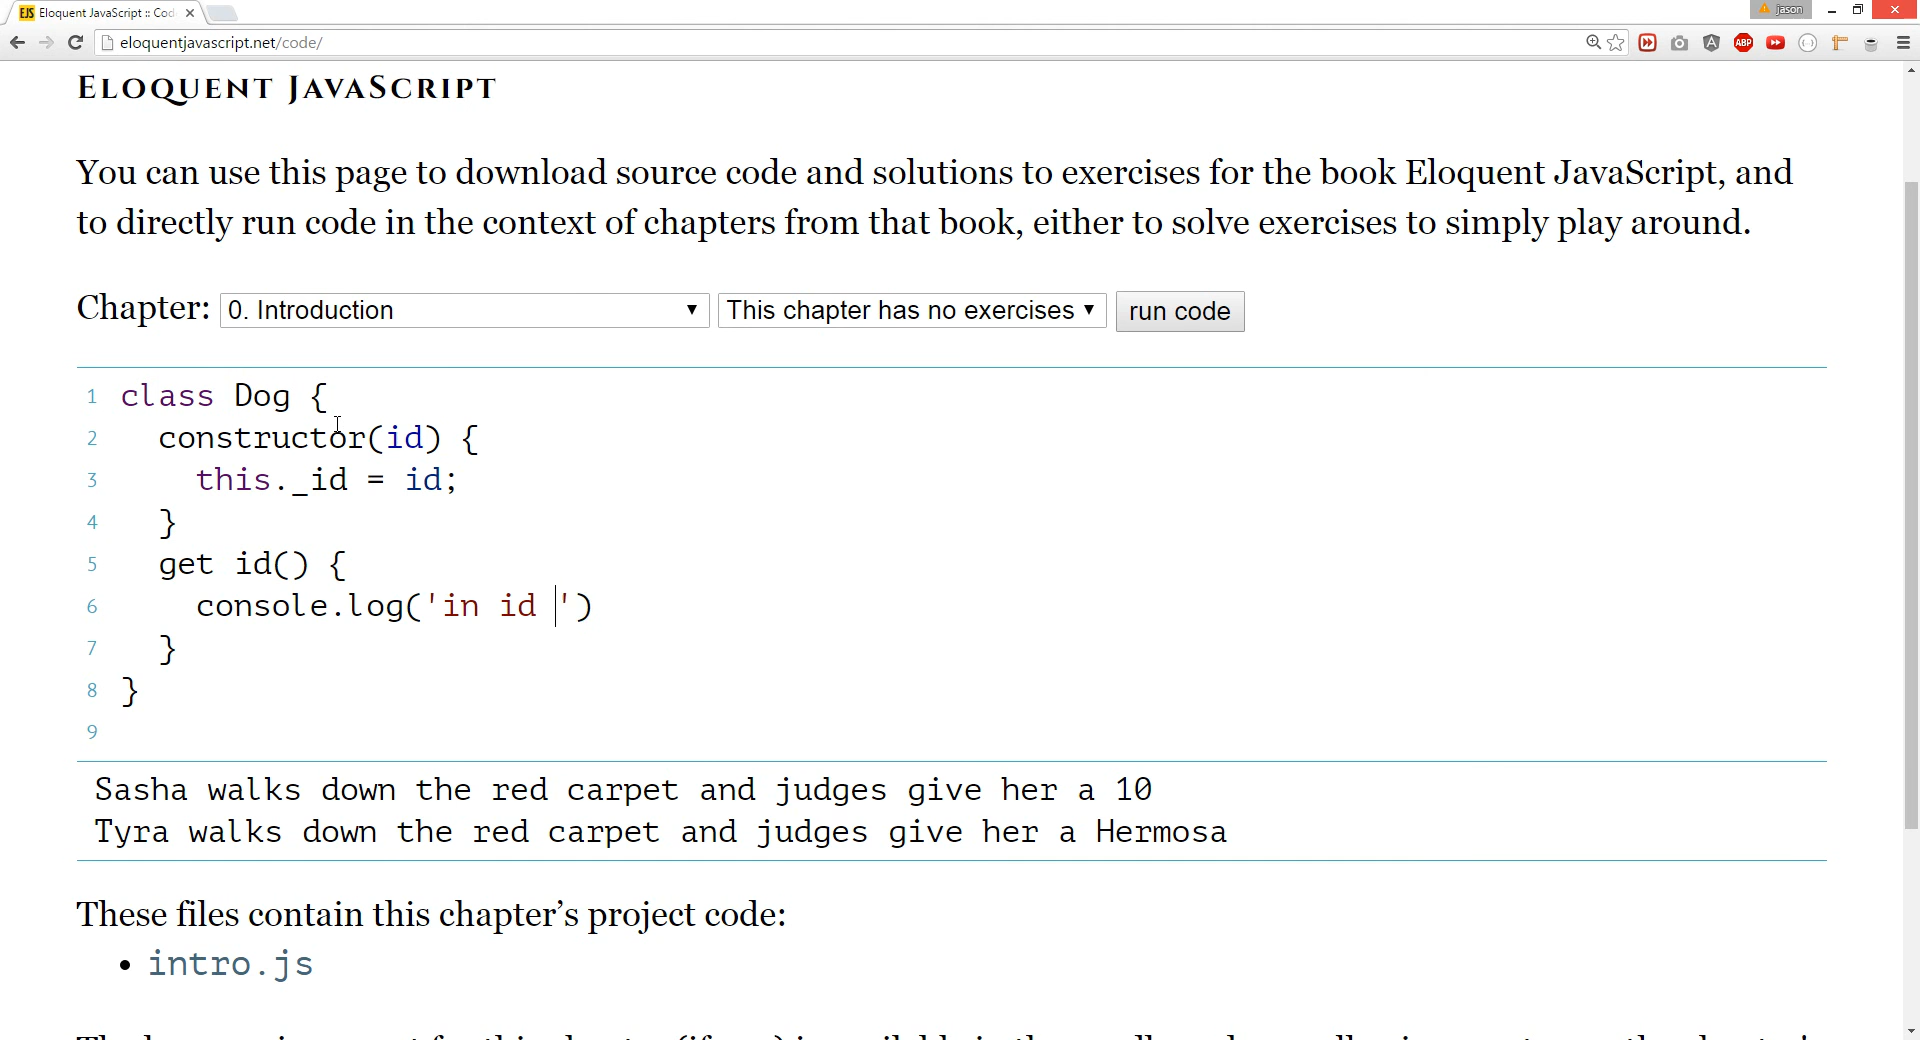 EJS Eloquent JavaScript :: Cod
jason
eloquentjavascript.net/code/
ABP
ELOQUENT JAVASCRIPT
You can use this page to download source code and solutions to exercises for the book Eloquent JavaScript, and
to directly run code in the context of chapters from that book, either to solve exercises to simply play around.
Chapter: 0. Introduction This chapter has no exercises run code
1 class Dog {
2 constructor(id) {
3 this._id = id;
4 }
5 get id() {
6 console.log('in id ')
7 }
8 }
9
Sasha walks down the red carpet and judges give her a 10
Tyra walks down the red carpet and judges give her a Hermosa
These files contain this chapter’s project code:
• intro.js